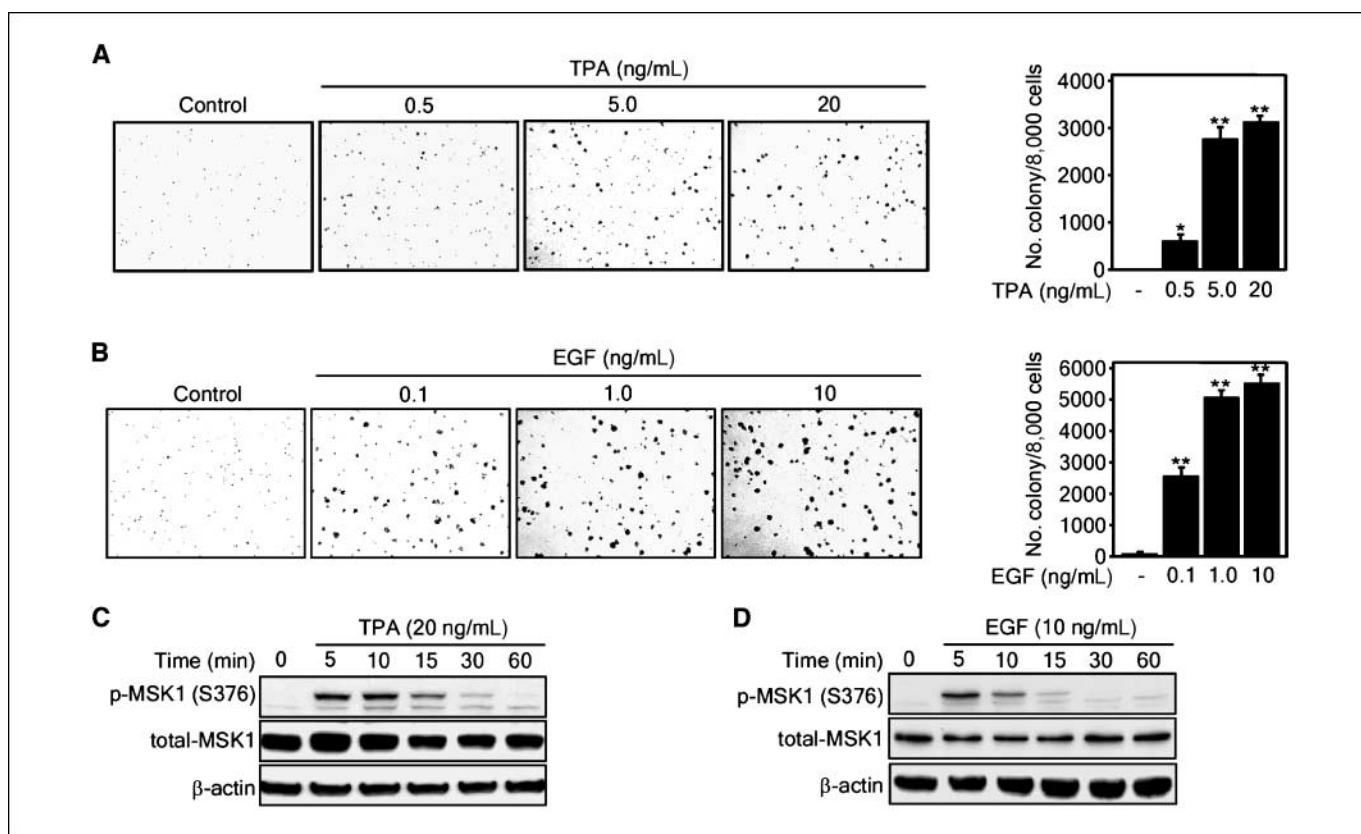 A
TPA (ng/mL)
Control 0.5 5.0 20
No. colony/8,000 cells
4000
3000
2000
1000
0
* ** **
TPA (ng/mL) - 0.5 5.0 20
B
EGF (ng/mL)
Control 0.1 1.0 10
No. colony/8,000 cells
6000
5000
4000
3000
2000
1000
0
** ** **
EGF (ng/mL) - 0.1 1.0 10
C
TPA (20 ng/mL)
Time (min) 0 5 10 15 30 60
p-MSK1 (S376)
total-MSK1
β-actin
D
EGF (10 ng/mL)
Time (min) 0 5 10 15 30 60
p-MSK1 (S376)
total-MSK1
β-actin